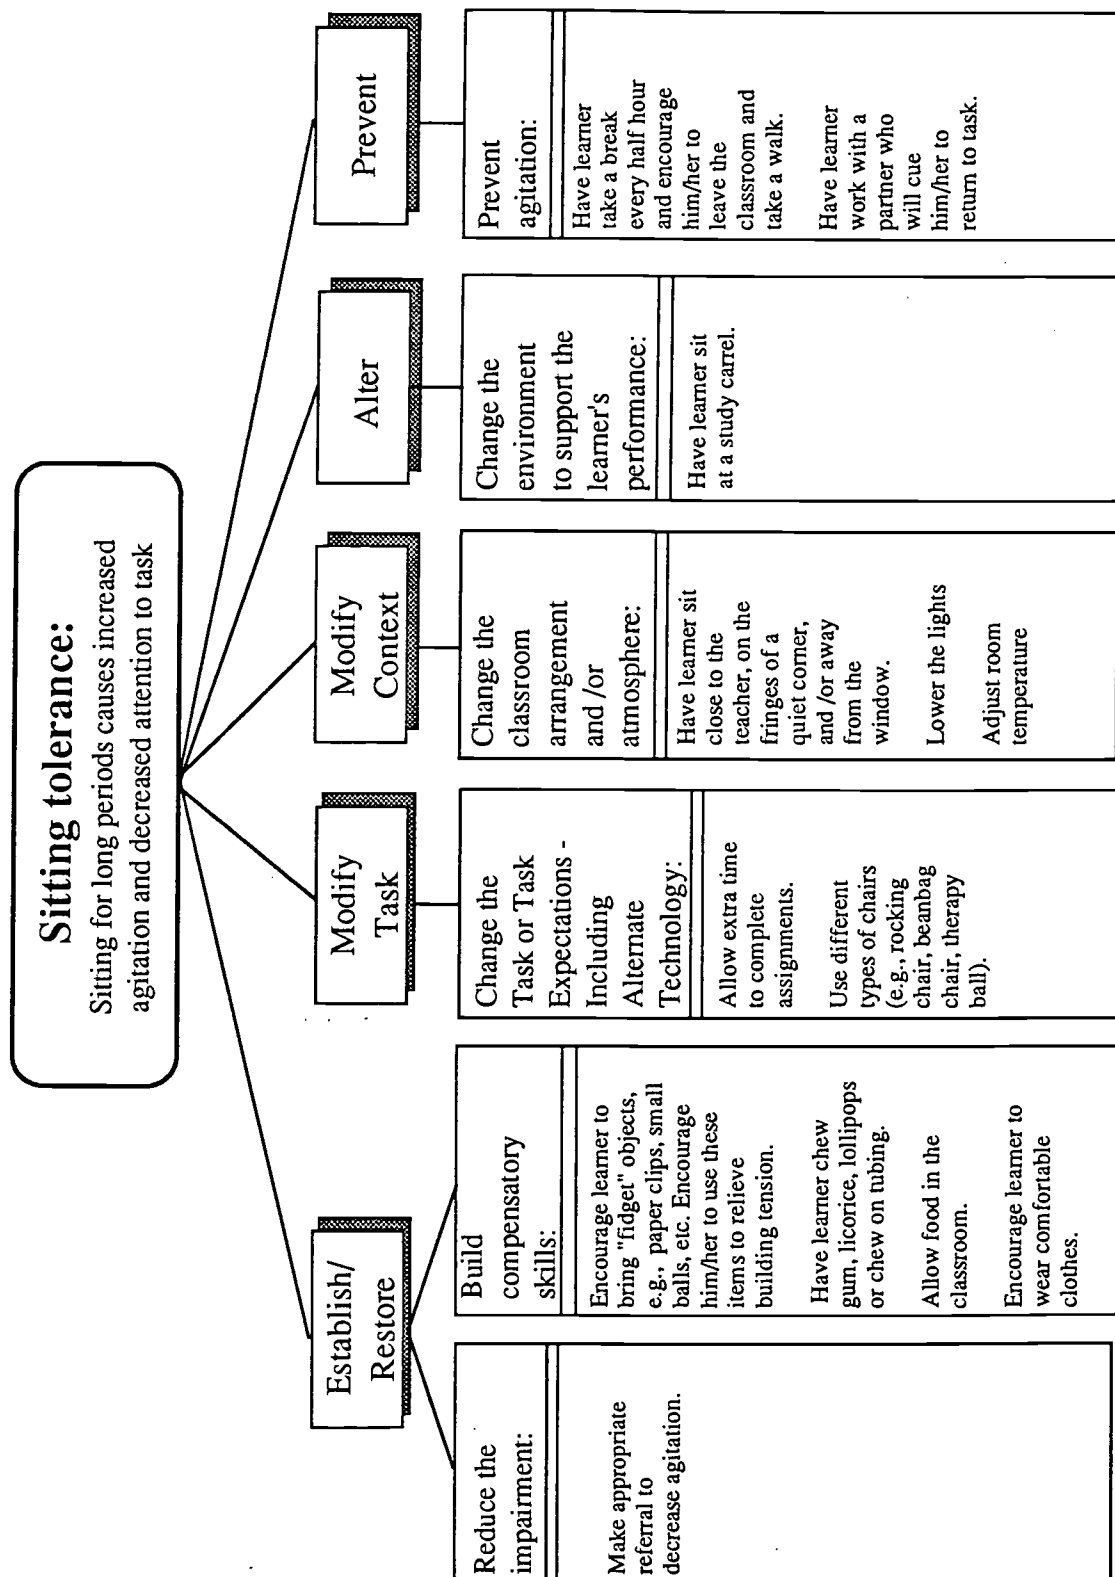 Sitting tolerance:
Sitting for long periods causes increased
agitation and decreased attention to task
Establish/
Restore
Modify
Task
Modify
Context
Alter
Prevent
Reduce the
impairment:
Make appropriate
referral to
decrease agitation.
Build
compensatory
skills:
Encourage learner to
bring "fidget" objects,
e.g., paper clips, small
balls, etc. Encourage
him/her to use these
items to relieve
building tension.
Have learner chew
gum, licorice, lollipops
or chew on tubing.
Allow food in the
classroom.
Encourage learner to
wear comfortable
clothes.
Change the
Task or Task
Expectations -
Including
Alternate
Technology:
Allow extra time
to complete
assignments.
Use different
types of chairs
(e.g., rocking
chair, beanbag
chair, therapy
ball).
Change the
classroom
arrangement
and /or
atmosphere:
Have learner sit
close to the
teacher, on the
fringes of a
quiet corner,
and /or away
from the
window.
Lower the lights
Adjust room
temperature
Change the
environment
to support the
learner's
performance:
Have learner sit
at a study carrel.
Prevent
agitation:
Have learner
take a break
every half hour
and encourage
him/her to
leave the
classroom and
take a walk.
Have learner
work with a
partner who
will cue
him/her to
return to task.